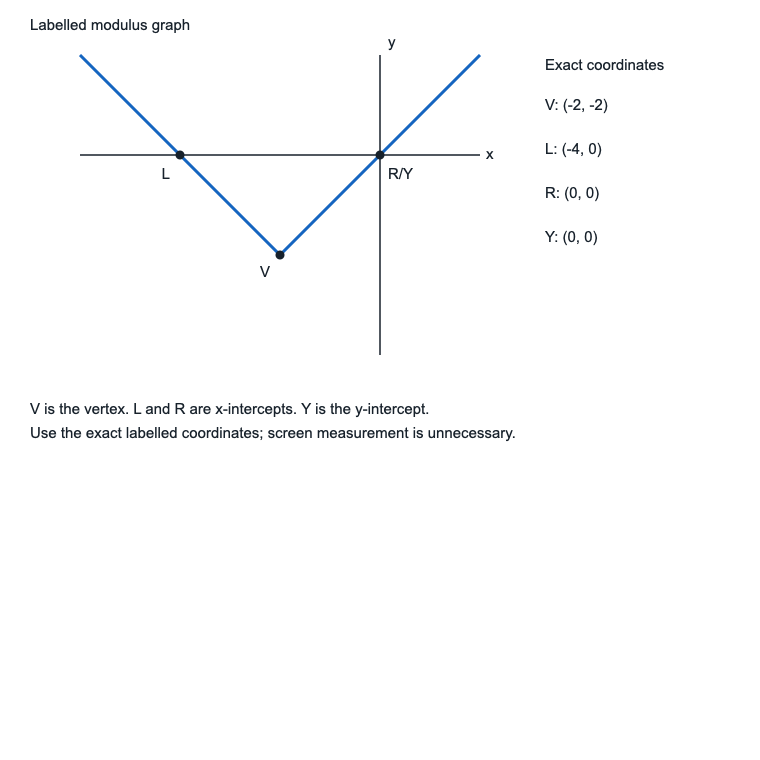 Labelled modulus graph
y
Exact coordinates
V: (-2, -2)
x
L: (-4, 0)
L
R/Y
R: (0, 0)
Y: (0, 0)
V
V is the vertex. L and R are x-intercepts. Y is the y-intercept.
Use the exact labelled coordinates; screen measurement is unnecessary.